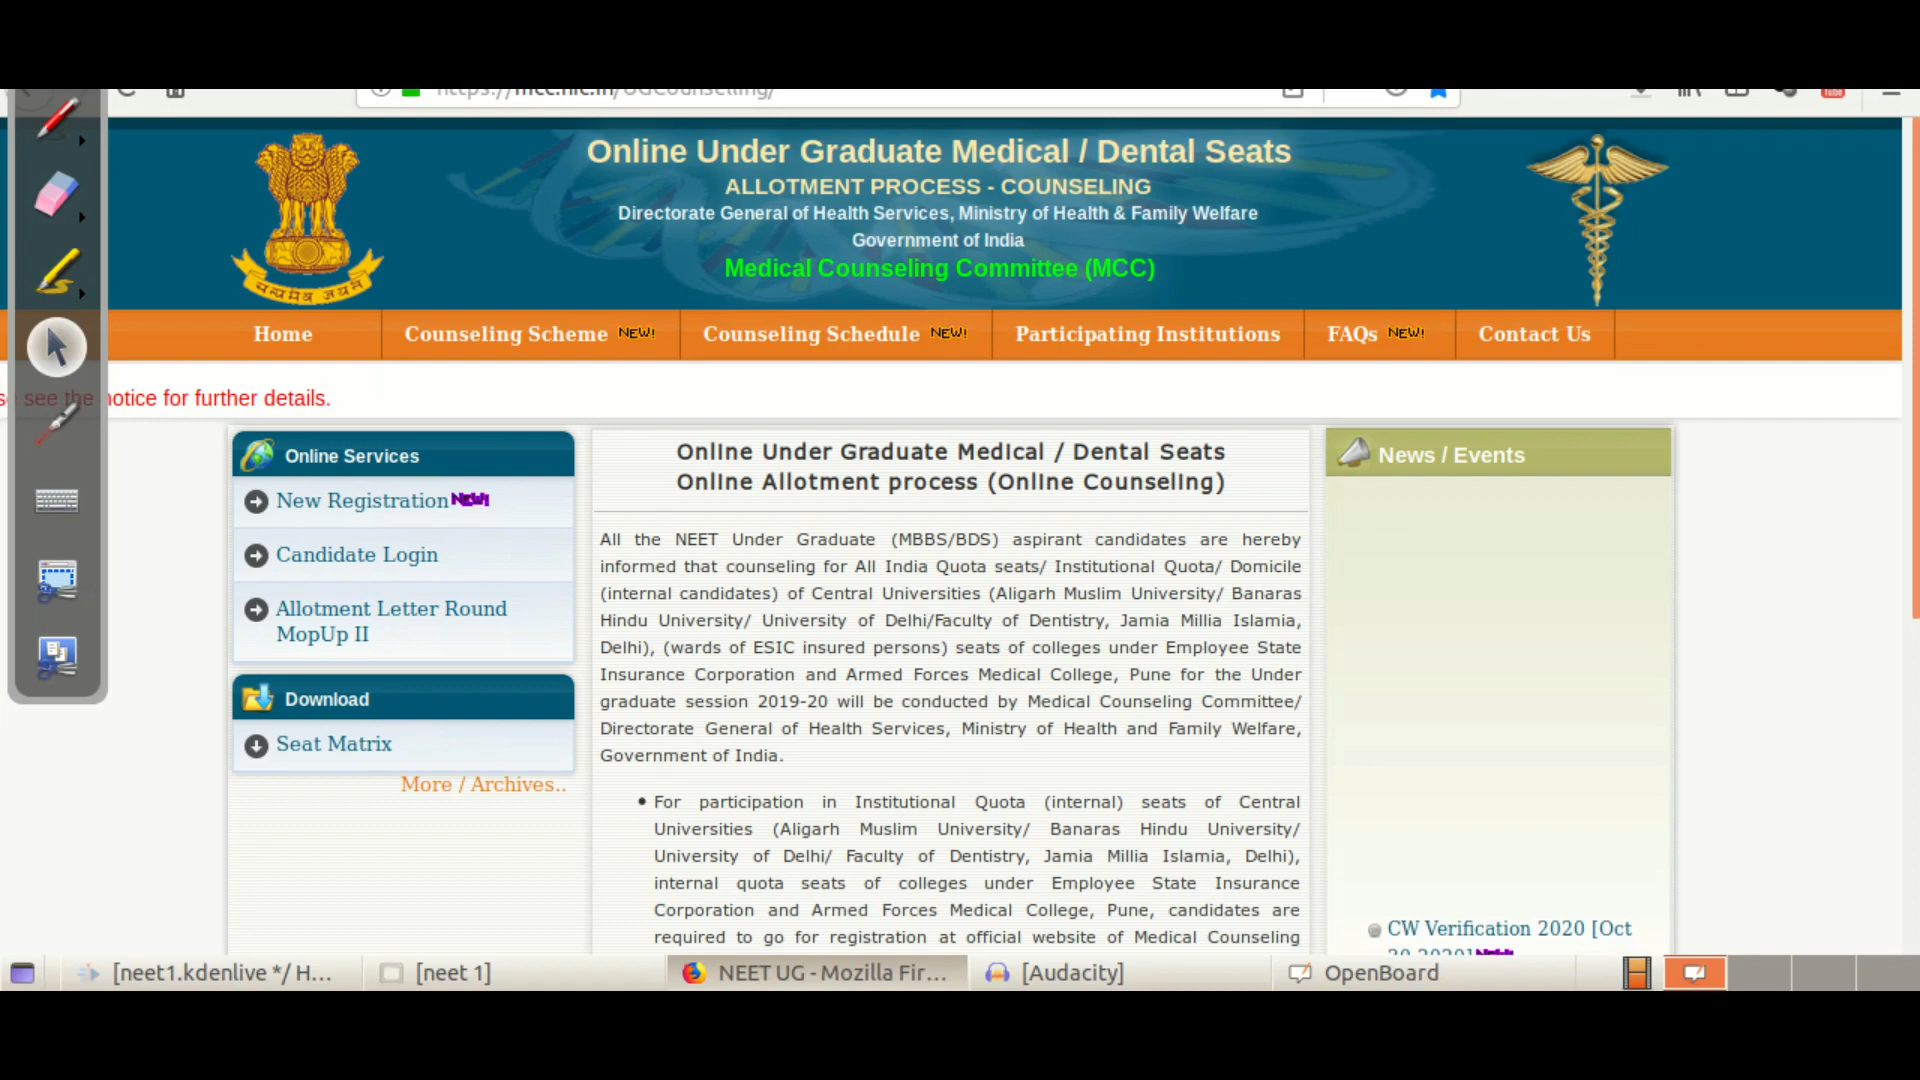 https://mcc.nic.in/UGCounselling/
Online Under Graduate Medical / Dental Seats
ALLOTMENT PROCESS - COUNSELING
Directorate General of Health Services, Ministry of Health & Family Welfare
Government of India
Medical Counseling Committee (MCC)
सत्यमेव जयते
Home
Counseling Scheme NEW!
Counseling Schedule NEW!
Participating Institutions
FAQs NEW!
Contact Us
see the notice for further details.
Online Services
New Registration NEW!
Candidate Login
Allotment Letter Round
MopUp II
Download
Seat Matrix
More / Archives..
Online Under Graduate Medical / Dental Seats
Online Allotment process (Online Counseling)
All the NEET Under Graduate (MBBS/BDS) aspirant candidates are hereby
informed that counseling for All India Quota seats/ Institutional Quota/ Domicile
(internal candidates) of Central Universities (Aligarh Muslim University/ Banaras
Hindu University/ University of Delhi/Faculty of Dentistry, Jamia Millia Islamia,
Delhi), (wards of ESIC insured persons) seats of colleges under Employee State
Insurance Corporation and Armed Forces Medical College, Pune for the Under
graduate session 2019-20 will be conducted by Medical Counseling Committee/
Directorate General of Health Services, Ministry of Health and Family Welfare,
Government of India.
• For participation in Institutional Quota (internal) seats of Central
Universities (Aligarh Muslim University/ Banaras Hindu University/
University of Delhi/ Faculty of Dentistry, Jamia Millia Islamia, Delhi),
internal quota seats of colleges under Employee State Insurance
Corporation and Armed Forces Medical College, Pune, candidates are
required to go for registration at official website of Medical Counseling
News / Events
CW Verification 2020 [Oct
30,2020] NEW!
[neet1.kdenlive */ H...
[neet 1]
NEET UG - Mozilla Fir...
[Audacity]
OpenBoard